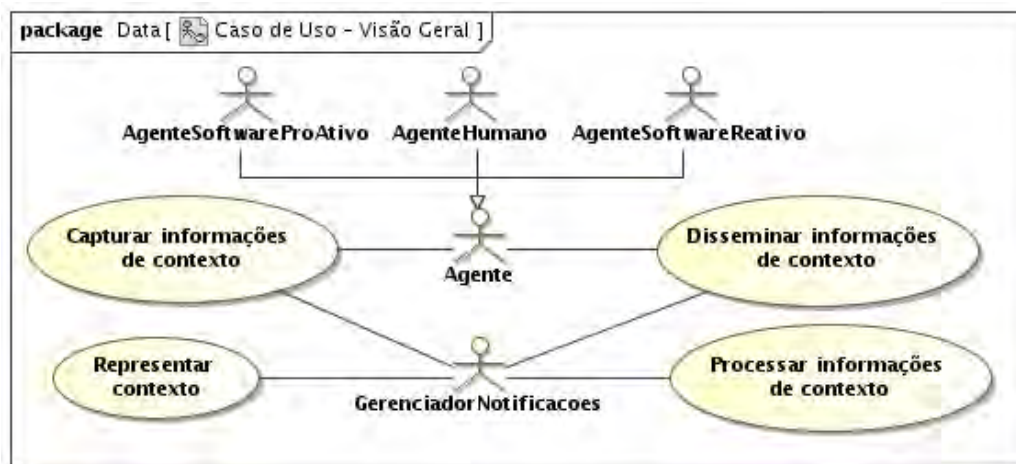 package Data [ Caso de Uso - Visão Geral ]
AgenteSoftwareProAtivo AgenteHumano AgenteSoftwareReativo
Capturar informações
de contexto
Agente
Disseminar informações
de contexto
Representar
contexto
GerenciadorNotificacoes
Processar informações
de contexto